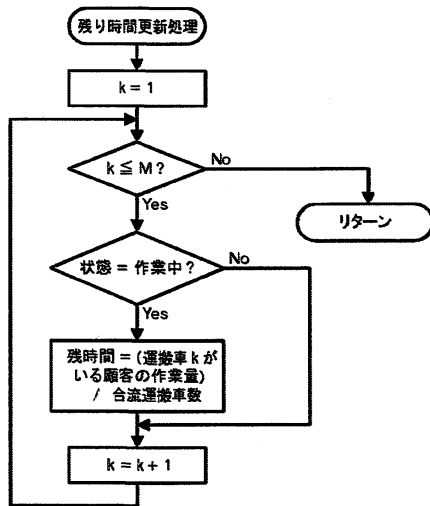 残り時間更新処理
k = 1
k ≦ M ?
No
Yes
リターン
状態 = 作業中 ?
No
Yes
残時間 = (運搬車 k が
いる顧客の作業量)
/ 合流運搬車数
k = k + 1